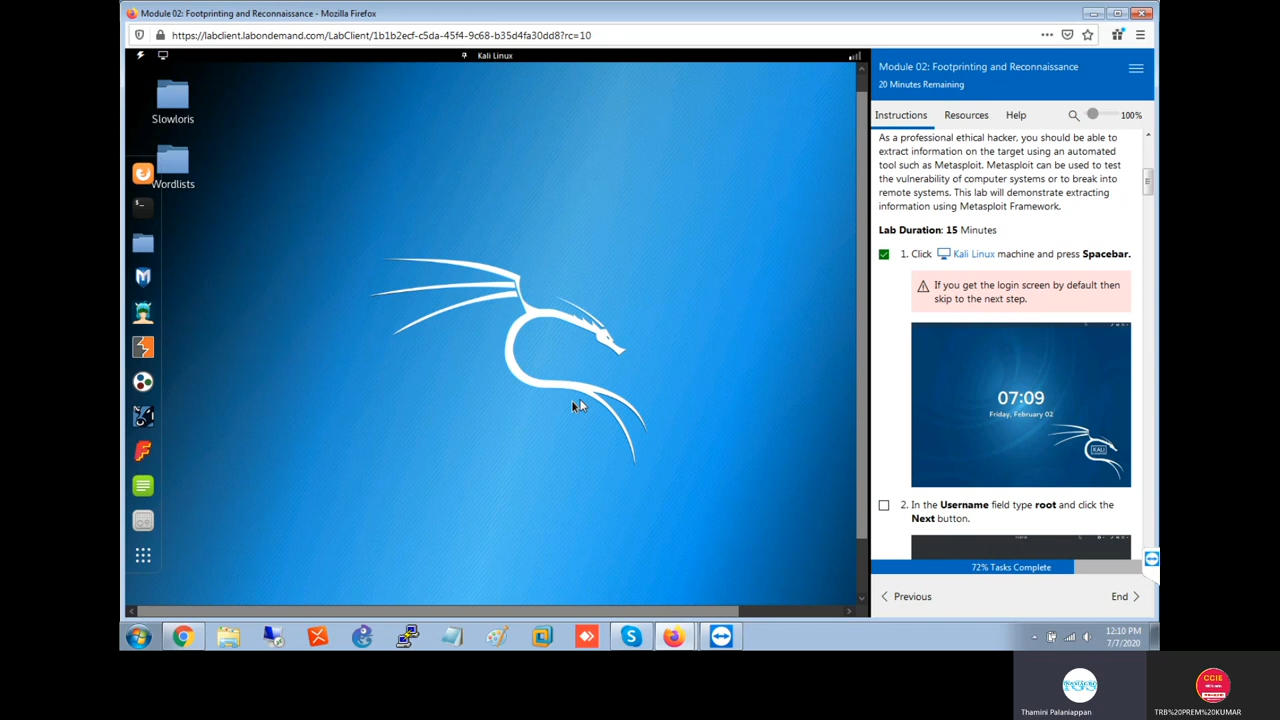 Module 02: Footprinting and Reconnaissance - Mozilla Firefox
https://labclient.labondemand.com/LabClient/1b1b2ecf-c5da-45f4-9c68-b35d4fa30dd8?rc=10
Kali Linux
Slowloris
Wordlists
Module 02: Footprinting and Reconnaissance
20 Minutes Remaining
Instructions
Resources
Help
100%
As a professional ethical hacker, you should be able to
extract information on the target using an automated
tool such as Metasploit. Metasploit can be used to test
the vulnerability of computer systems or to break into
remote systems. This lab will demonstrate extracting
information using Metasploit Framework.
Lab Duration: 15 Minutes
1. Click Kali Linux machine and press Spacebar.
If you get the login screen by default then
skip to the next step.
07:09
Friday, February 02
KALI
2. In the Username field type root and click the
Next button.
72% Tasks Complete
Previous
End
12:10 PM
7/7/2020
Thamini Palaniappan
CCIE
TRB%20PREM%20KUMAR